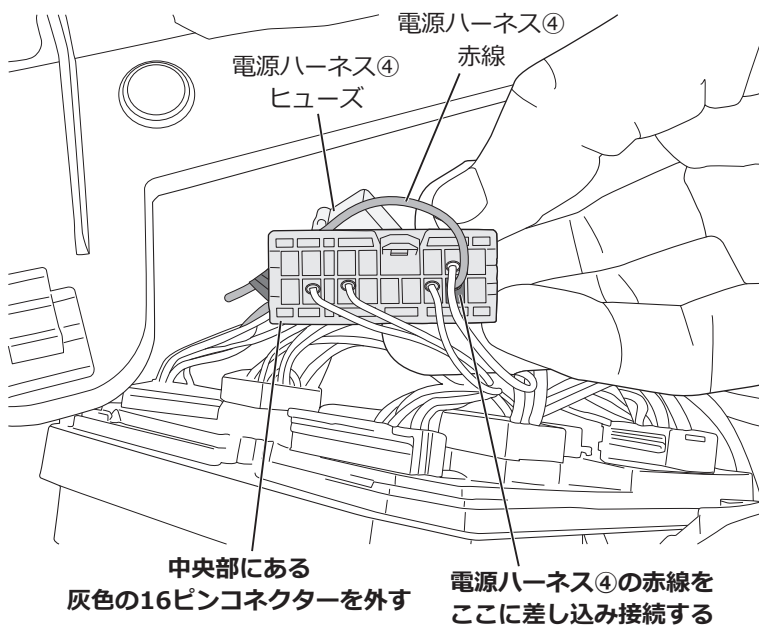 電源ハーネス④
赤線
電源ハーネス④
ヒューズ
中央部にある
灰色の16ピンコネクターを外す
電源ハーネス④の赤線を
ここに差し込み接続する